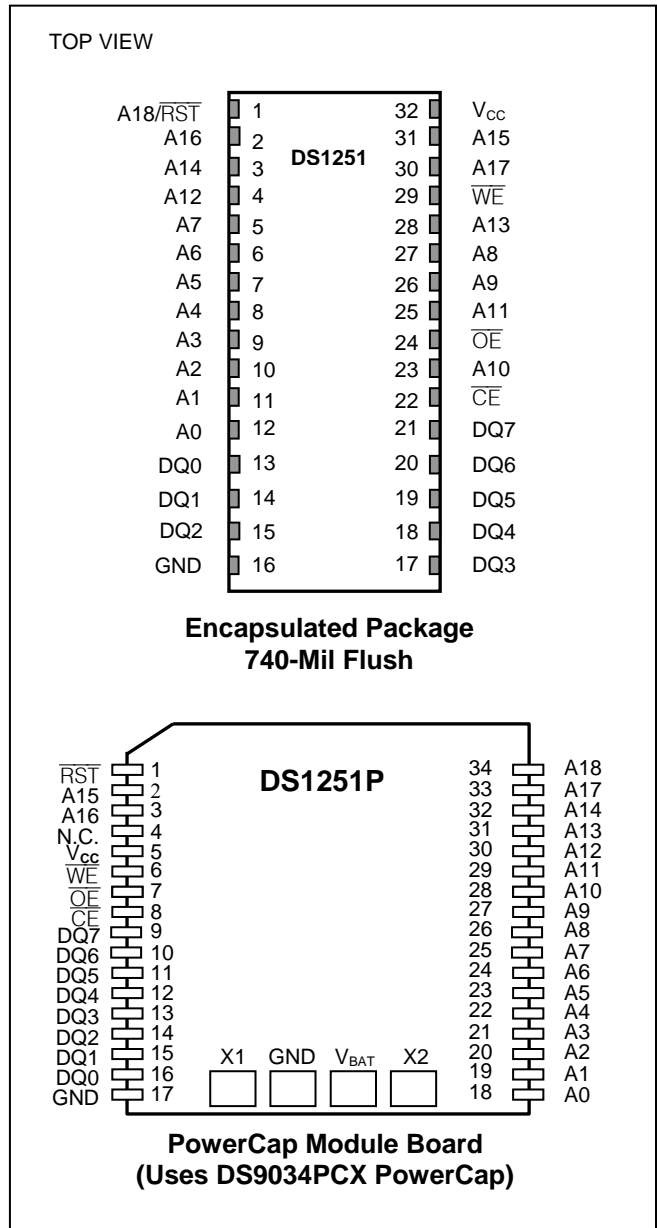 TOP VIEW
A18/RST 1 32 VCC
A16 2 31 A15
DS1251
A14 3 30 A17
A12 4 29 WE
A7 5 28 A13
A6 6 27 A8
A5 7 26 A9
A4 8 25 A11
A3 9 24 OE
A2 10 23 A10
A1 11 22 CE
A0 12 21 DQ7
DQ0 13 20 DQ6
DQ1 14 19 DQ5
DQ2 15 18 DQ4
GND 16 17 DQ3
Encapsulated Package
740-Mil Flush
RST 1 DS1251P 34 A18
A15 2 33 A17
A16 3 32 A14
N.C. 4 31 A13
VCC 5 30 A12
WE 6 29 A11
OE 7 28 A10
CE 8 27 A9
DQ7 9 26 A8
DQ6 10 25 A7
DQ5 11 24 A6
DQ4 12 23 A5
DQ3 13 22 A4
DQ2 14 21 A3
DQ1 15 X1 GND VBAT X2 20 A2
DQ0 16 19 A1
GND 17 18 A0
PowerCap Module Board
(Uses DS9034PCX PowerCap)